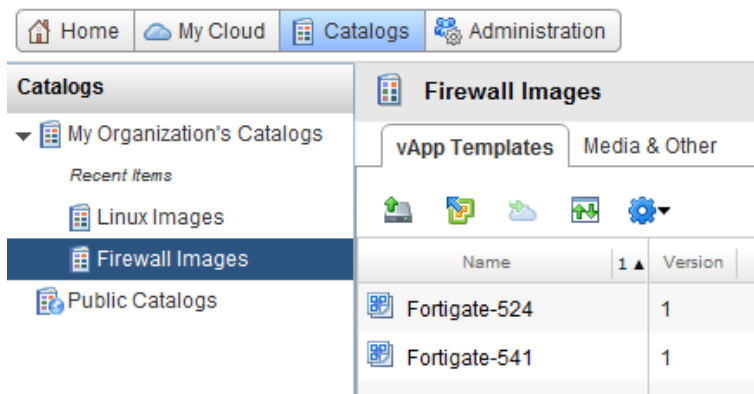 Home My Cloud Catalogs Administration
Catalogs
My Organization's Catalogs
Recent Items
Linux Images
Firewall Images
Public Catalogs
Firewall Images
vApp Templates Media & Other
Name 1 ▲ Version
Fortigate-524 1
Fortigate-541 1